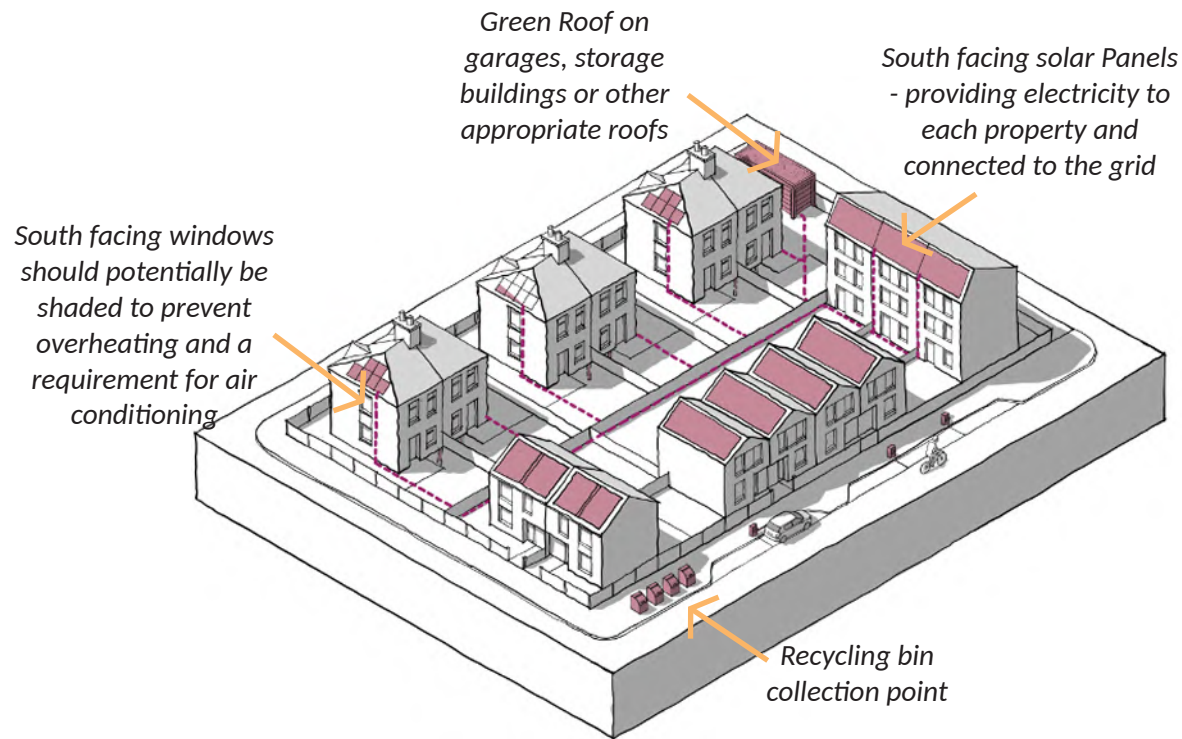 Green Roof on
garages, storage
buildings or other
appropriate roofs
South facing solar Panels
- providing electricity to
each property and
connected to the grid
South facing windows
should potentially be
shaded to prevent
overheating and a
requirement for air
conditioning
Recycling bin
collection point